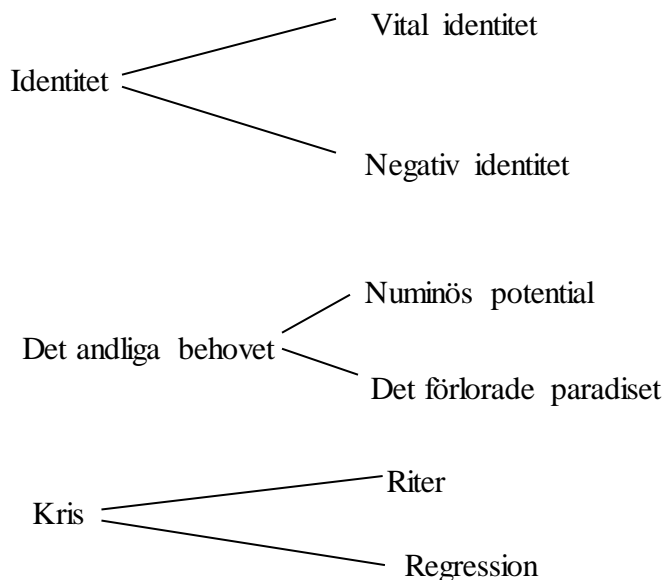 Vital identitet
Identitet
Negativ identitet
Numinös potential
Det andliga behovet
Det förlorade paradiset
Riter
Kris
Regression